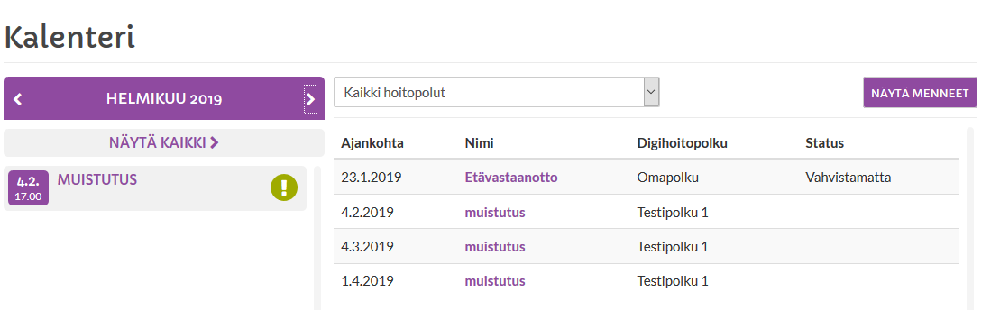 Kalenteri
HELMIKUU 2019
NÄYTÄ KAIKKI
4.2.
17.00
MUISTUTUS
Kaikki hoitopolut
NÄYTÄ MENNEET
Ajankohta Nimi Digihoitopolku Status
23.1.2019 Etävastaanotto Omapolku Vahvistamatta
4.2.2019 muistutus Testipolku 1
4.3.2019 muistutus Testipolku 1
1.4.2019 muistutus Testipolku 1